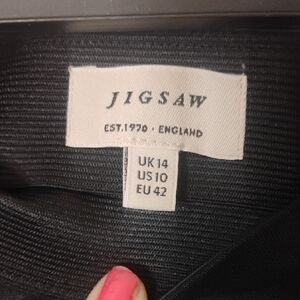 JIGSAW
EST.1970 · ENGLAND
UK 14
US 10
EU 42